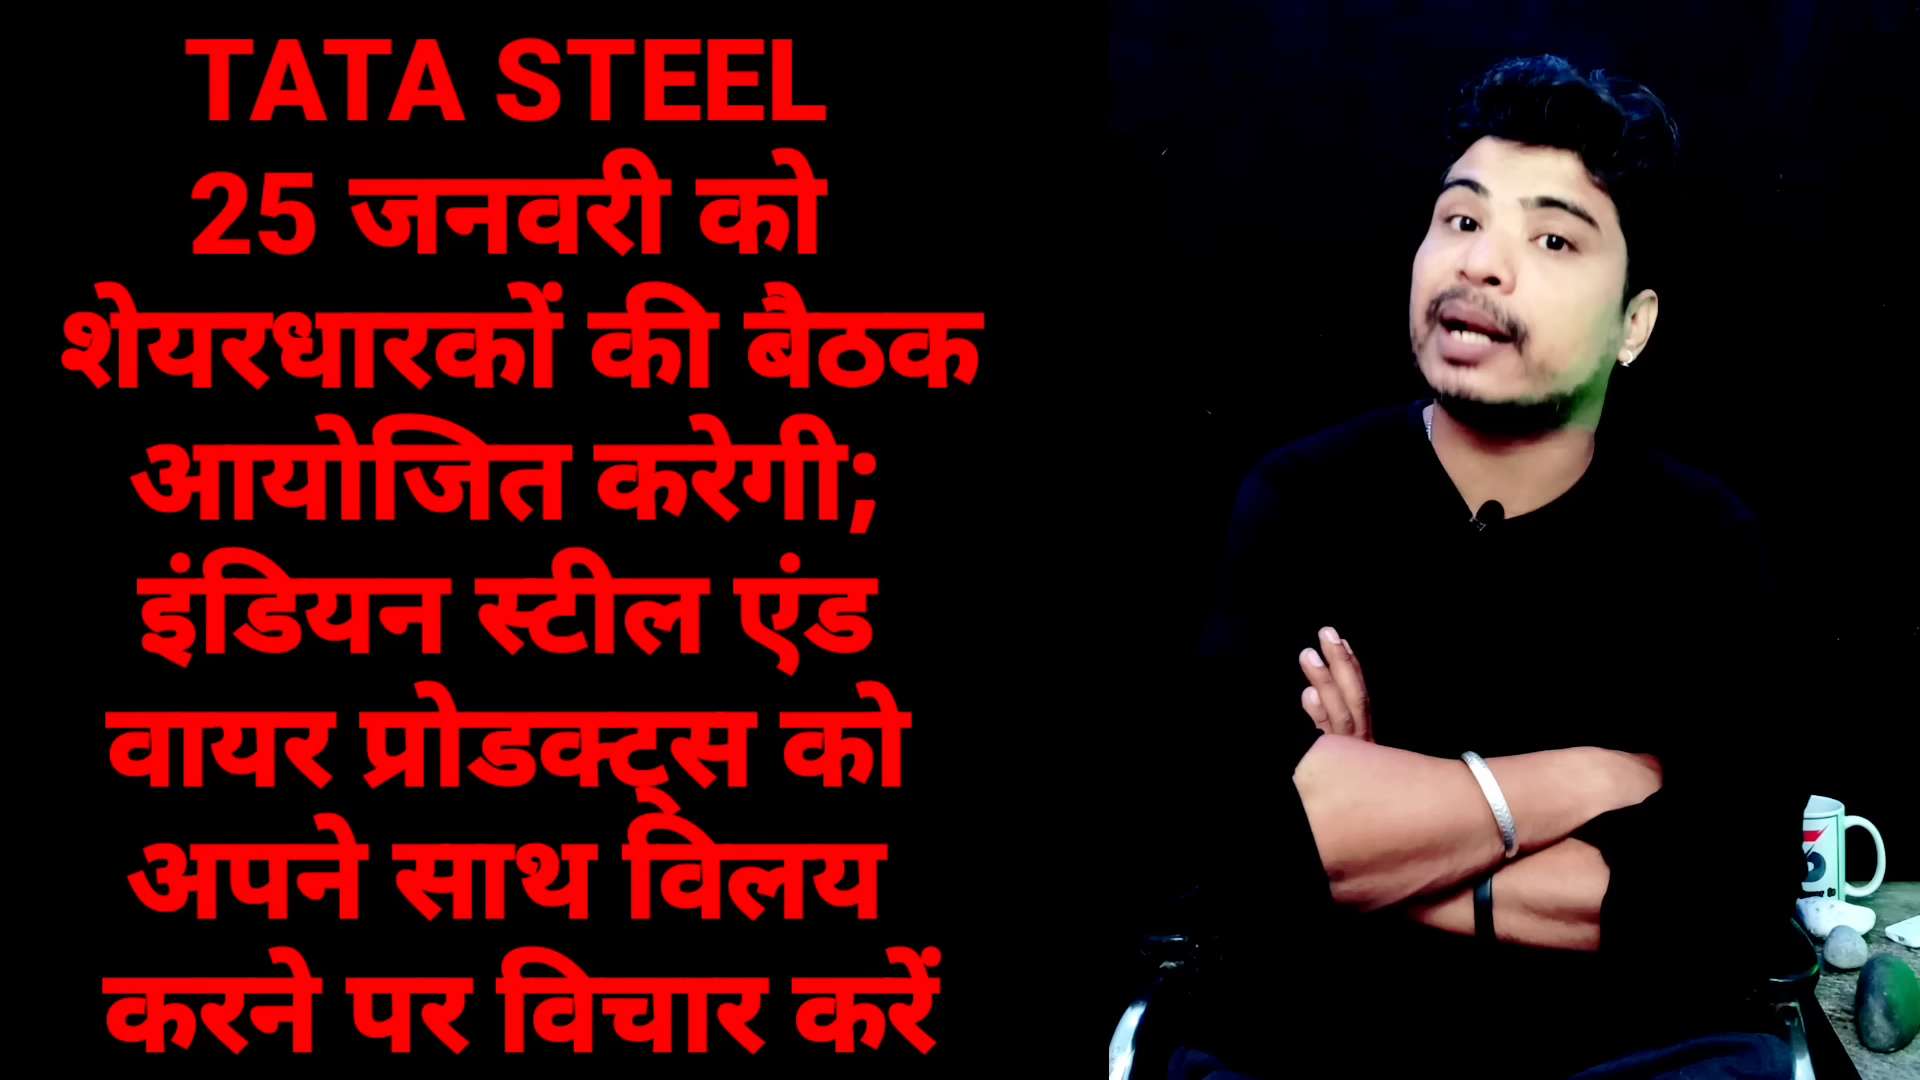 TATA STEEL
25 जनवरी को
शेयरधारकों की बैठक
आयोजित करेगी;
इंडियन स्टील एंड
वायर प्रोडक्ट्स को
अपने साथ विलय
करने पर विचार करें